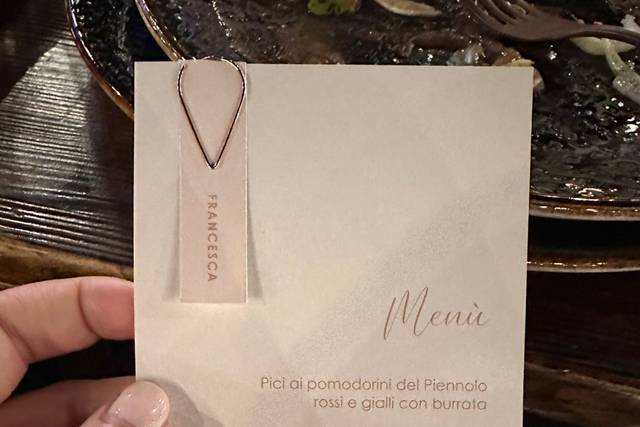 FRANCESCA
Menù
Pici ai pomodorini del Piennolo
rossi e gialli con burrata